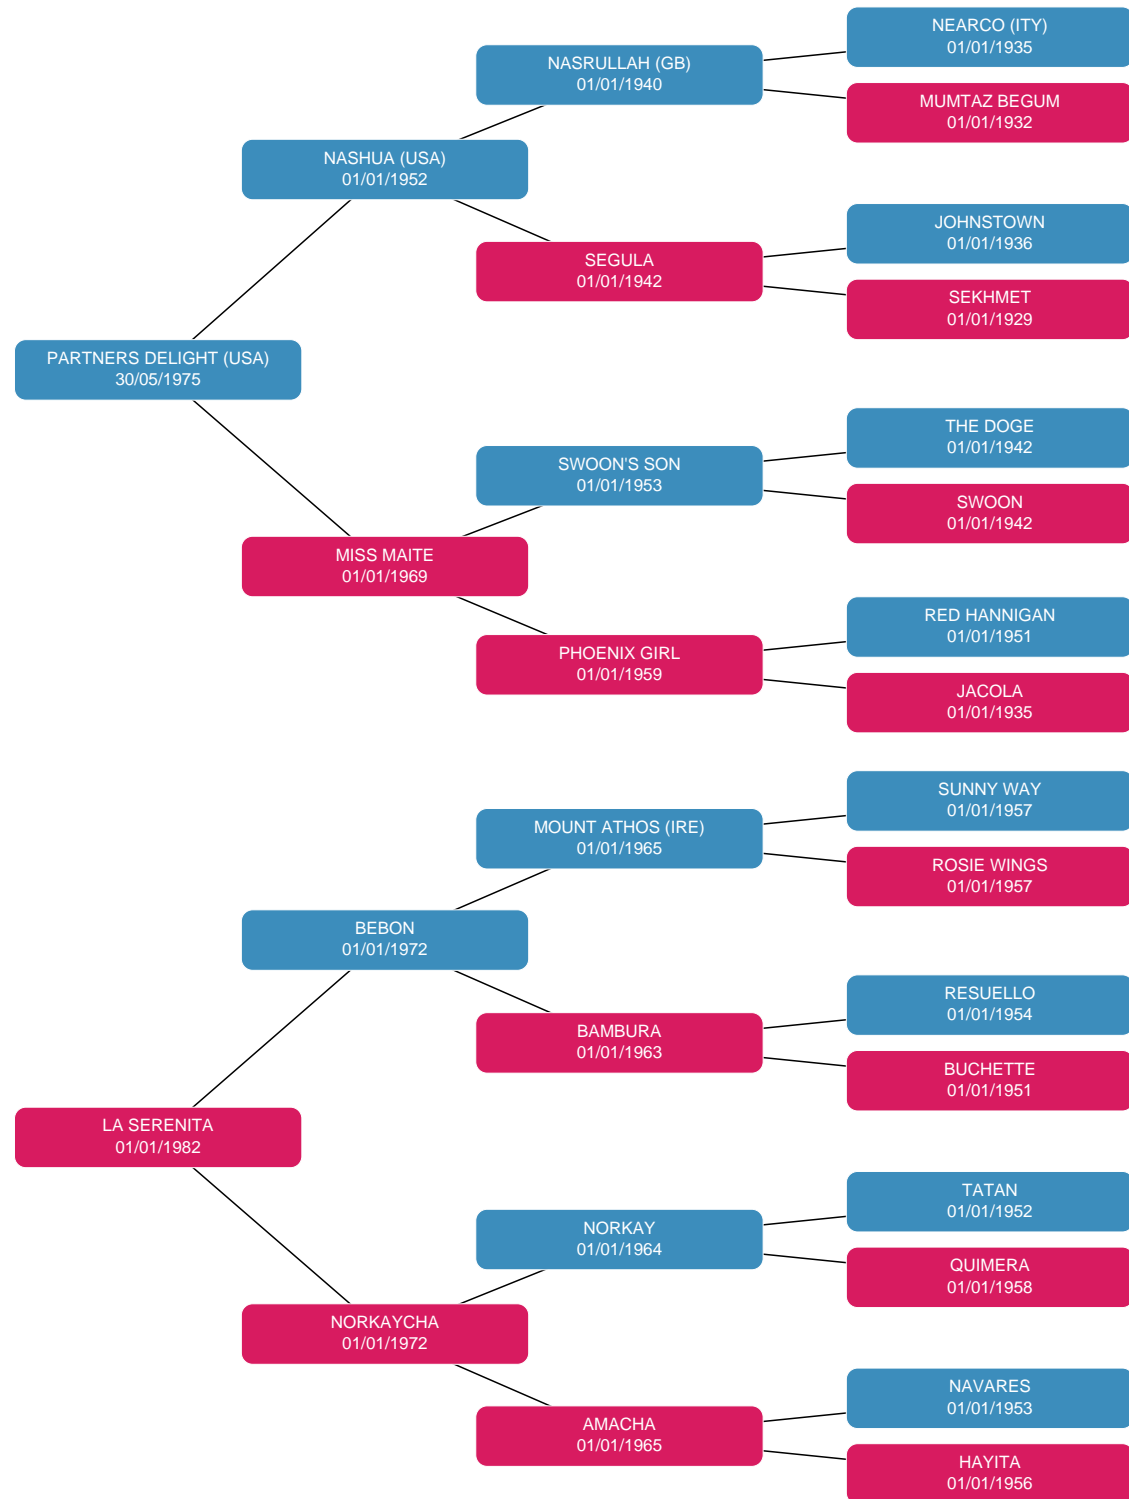 NEARCO (ITY)
01/01/1935
NASRULLAH (GB)
01/01/1940
MUMTAZ BEGUM
01/01/1932
NASHUA (USA)
01/01/1952
JOHNSTOWN
01/01/1936
SEGULA
01/01/1942
SEKHMET
01/01/1929
PARTNERS DELIGHT (USA)
30/05/1975
THE DOGE
01/01/1942
SWOON'S SON
01/01/1953
SWOON
01/01/1942
MISS MAITE
01/01/1969
RED HANNIGAN
01/01/1951
PHOENIX GIRL
01/01/1959
JACOLA
01/01/1935
SUNNY WAY
01/01/1957
MOUNT ATHOS (IRE)
01/01/1965
ROSIE WINGS
01/01/1957
BEBON
01/01/1972
RESUELLO
01/01/1954
BAMBURA
01/01/1963
BUCHETTE
01/01/1951
LA SERENITA
01/01/1982
TATAN
01/01/1952
NORKAY
01/01/1964
QUIMERA
01/01/1958
NORKAYCHA
01/01/1972
NAVARES
01/01/1953
AMACHA
01/01/1965
HAYITA
01/01/1956